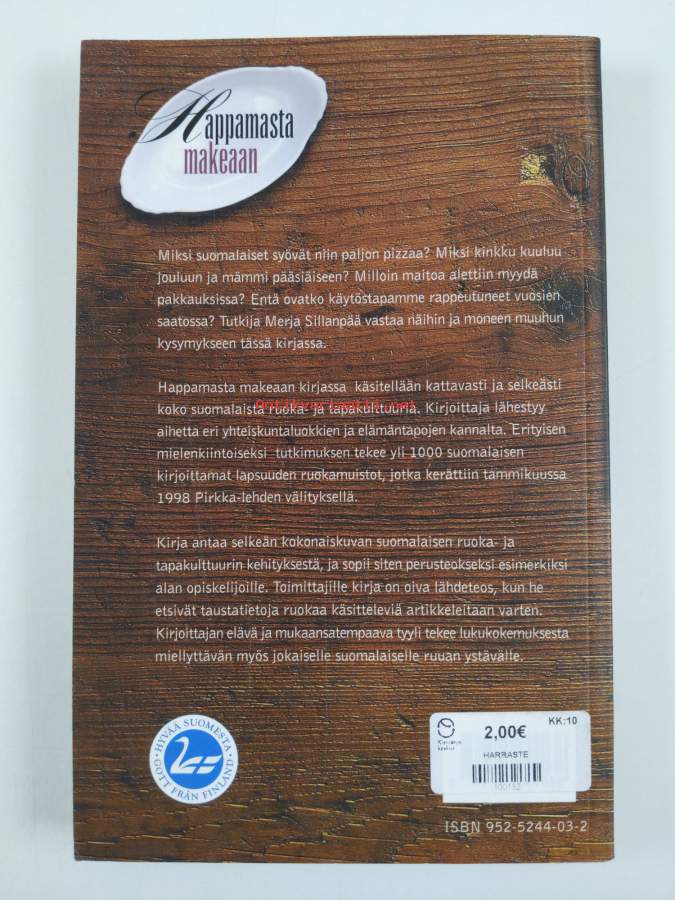 Happamasta
makeaan
Miksi suomalaiset syövät niin paljon pizzaa? Miksi kinkku kuuluu
jouluun ja mämmi pääsiäiseen? Milloin maitoa alettiin myydä
pakkauksissa? Entä ovatko käytöstapamme rappeutuneet vuosien
saatossa? Tutkija Merja Sillanpää vastaa näihin ja moneen muuhun
kysymykseen tässä kirjassa.
Happamasta makeaan kirjassa käsitellään kattavasti ja selkeästi
koko suomalaista ruoka- ja tapakulttuuria. Kirjoittaja lähestyy
aihetta eri yhteiskuntaluokkien ja elämäntapojen kannalta. Erityisen
mielenkiintoiseksi tutkimuksen tekee yli 1000 suomalaisen
kirjoittamat lapsuuden ruokamuistot, jotka kerättiin tammikuussa
1998 Pirkka-lehden välityksellä.
Kirja antaa selkeän kokonaiskuvan suomalaisen ruoka- ja
tapakulttuurin kehityksestä, ja sopii siten perusteokseksi esimerkiksi
alan opiskelijoille. Toimittajille kirja on oiva lähdeteos, kun he
etsivät taustatietoja ruokaa käsitteleviä artikkeleitaan varten.
Kirjoittajan elävä ja mukaansatempaava tyyli tekee lukukokemuksesta
miellyttävän myös jokaiselle suomalaiselle ruuan ystävälle.
HYVÄÄ SUOMESTA
GOTT FRÅN FINLAND
KK:10
2,00€
HARRASTE
100132
ISBN 952-5244-03-2